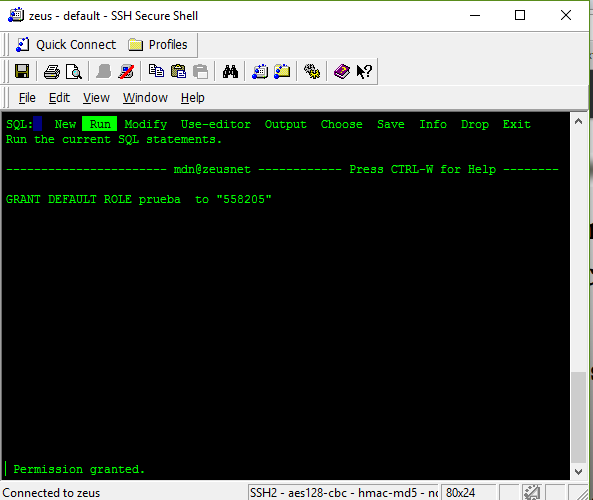 zeus - default - SSH Secure Shell
Quick Connect Profiles
File Edit View Window Help
SQL: New Run Modify Use-editor Output Choose Save Info Drop Exit
Run the current SQL statements.
----------------------- mdn@zeusnet ------------ Press CTRL-W for Help --------
GRANT DEFAULT ROLE prueba  to "558205"
Permission granted.
Connected to zeus SSH2 - aes128-cbc - hmac-md5 - nc 80x24